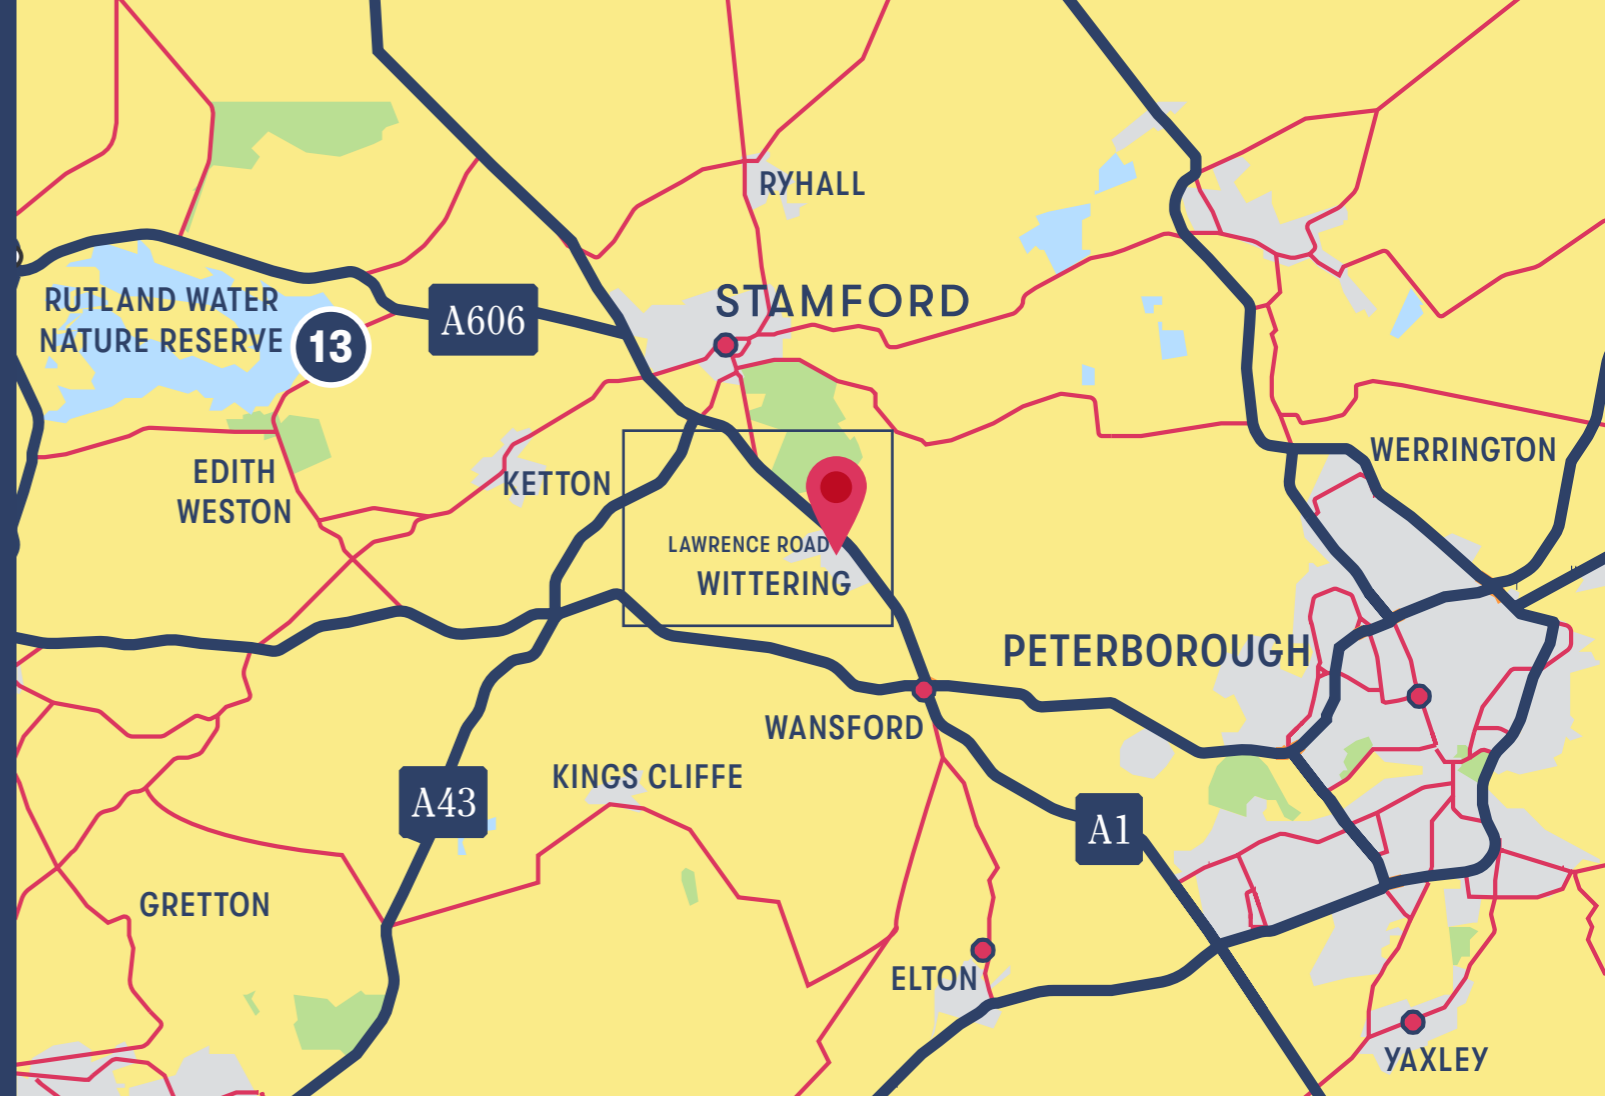 RYHALL
RUTLAND WATER
NATURE RESERVE
13
A606
STAMFORD
EDITH
WESTON
KETTON
WERRINGTON
LAWRENCE ROAD
WITTERING
PETERBOROUGH
WANSFORD
KINGS CLIFFE
A43
A1
GRETTON
ELTON
YAXLEY